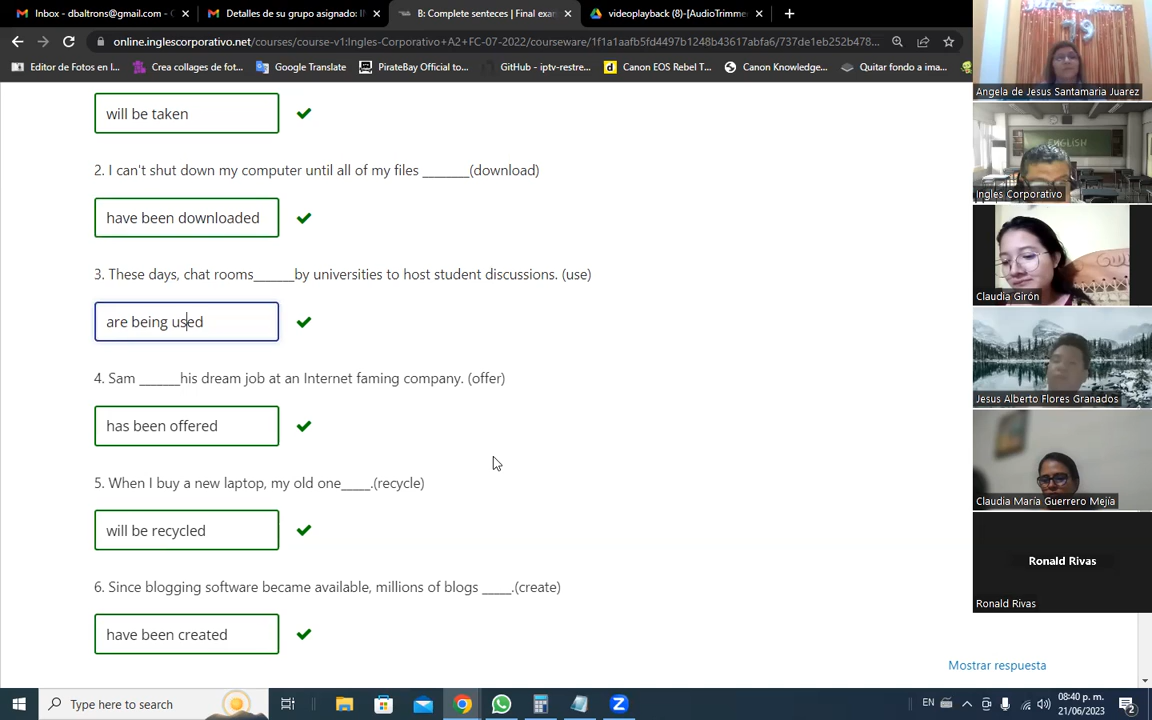 Inbox - dbaltrons@gmail.com - G
Detalles de su grupo asignado: IN
B: Complete senteces | Final exam
videoplayback (8)-[AudioTrimmer
online.inglescorporativo.net/courses/course-v1:Ingles-Corporativo+A2+FC-07-2022/courseware/1f1a1aafb5fd4497b1248b43617abfa6/737de1eb252b478...
Editor de Fotos en l...
Crea collages de fot...
Google Translate
PirateBay Official to...
GitHub - iptv-restre...
Canon EOS Rebel T...
Canon Knowledge...
Quitar fondo a ima...
will be taken
2. I can't shut down my computer until all of my files _______(download)
have been downloaded
3. These days, chat rooms______by universities to host student discussions. (use)
are being used
4. Sam ______his dream job at an Internet faming company. (offer)
has been offered
5. When I buy a new laptop, my old one____.(recycle)
will be recycled
6. Since blogging software became available, millions of blogs ____.(create)
have been created
Mostrar respuesta
Angela de Jesus Santamaria Juarez
ENGLISH
Ingles Corporativo
Claudia Girón
Jesus Alberto Flores Granados
Claudia María Guerrero Mejía
Ronald Rivas
Ronald Rivas
Type here to search
EN
08:40 p. m.
21/06/2023
2